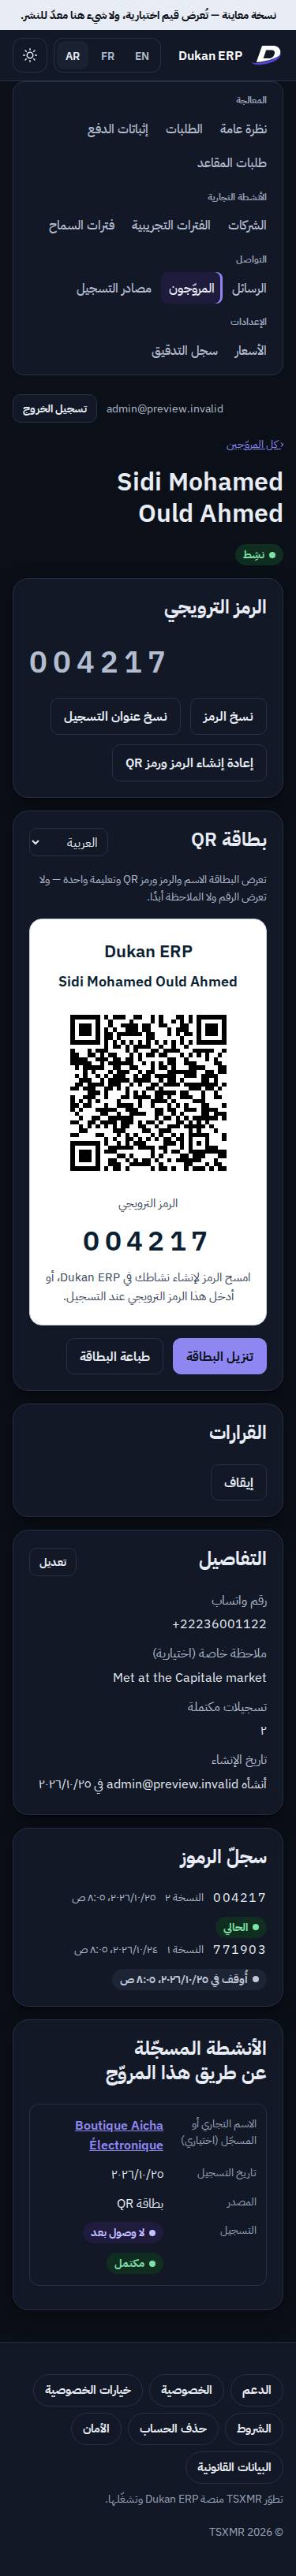 نسخة معاينة — تُعرض قيم اختبارية، ولا شيء هنا معدّ للنشر.
Dukan ERP
EN FR AR
المعالجة
نظرة عامة الطلبات إثباتات الدفع
طلبات المقاعد
الأنشطة التجارية
الشركات الفترات التجريبية فترات السماح
التواصل
الرسائل المروّجون مصادر التسجيل
الإعدادات
الأسعار سجل التدقيق
admin@preview.invalid تسجيل الخروج
‹ كل المروّجين
Sidi Mohamed
Ould Ahmed
نشِط
الرمز الترويجي
004217
نسخ الرمز نسخ عنوان التسجيل
إعادة إنشاء الرمز ورمز QR
بطاقة QR العربية
تعرض البطاقة الاسم والرمز ورمز QR وتعليمة واحدة — ولا
تعرض الرقم ولا الملاحظة أبدًا.
Dukan ERP
Sidi Mohamed Ould Ahmed
الرمز الترويجي
004217
امسح الرمز لإنشاء نشاطك في Dukan ERP، أو
أدخل هذا الرمز الترويجي عند التسجيل.
تنزيل البطاقة طباعة البطاقة
القرارات
إيقاف
التفاصيل تعديل
رقم واتساب
+22236001122
ملاحظة خاصة (اختيارية)
Met at the Capitale market
تسجيلات مكتملة
٢
تاريخ الإنشاء
أنشأه admin@preview.invalid في ٢٥‏/١٠‏/٢٠٢٦
سجلّ الرموز
004217 النسخة ٢ ٢٥‏/١٠‏/٢٠٢٦، ٨:٠٥ ص
الحالي
771903 النسخة ١ ٢٤‏/١٠‏/٢٠٢٦، ٨:٠٥ ص
أُوقف في ٢٥‏/١٠‏/٢٠٢٦، ٨:٠٥ ص
الأنشطة المسجّلة
عن طريق هذا المروّج
الاسم التجاري أو Boutique Aicha
المسجّل (اختياري) Électronique
تاريخ التسجيل ٢٥‏/١٠‏/٢٠٢٦
المصدر بطاقة QR
التسجيل لا وصول بعد
مكتمل
الدعم الخصوصية خيارات الخصوصية
الشروط حذف الحساب الأمان
البيانات القانونية
تطوّر TSXMR منصة Dukan ERP وتشغّلها.
© 2026 TSXMR